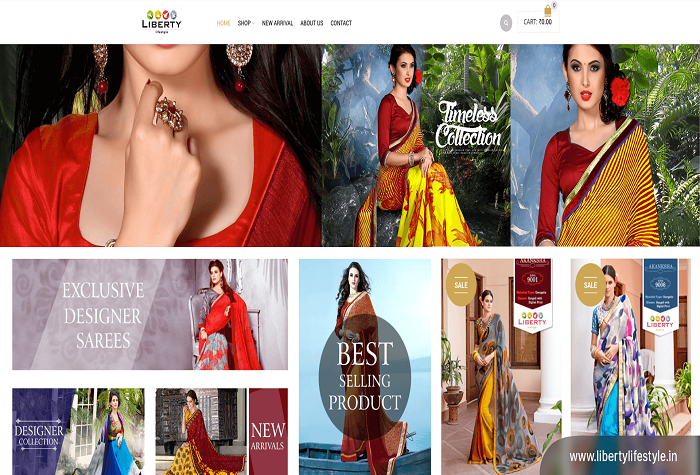 LIBERTY
lifestyle
HOME
SHOP
NEW ARRIVAL
ABOUT US
CONTACT
CART: ₹0.00
0
Timeless
Collection
EXCLUSIVE
DESIGNER
SAREES
BEST
SELLING
PRODUCT
SALE
AKANKSHA
9001
LIBERTY
SALE
AKANKSHA
9006
LIBERTY
DESIGNER
COLLECTION
NEW
ARRIVALS
www.libertylifestyle.in